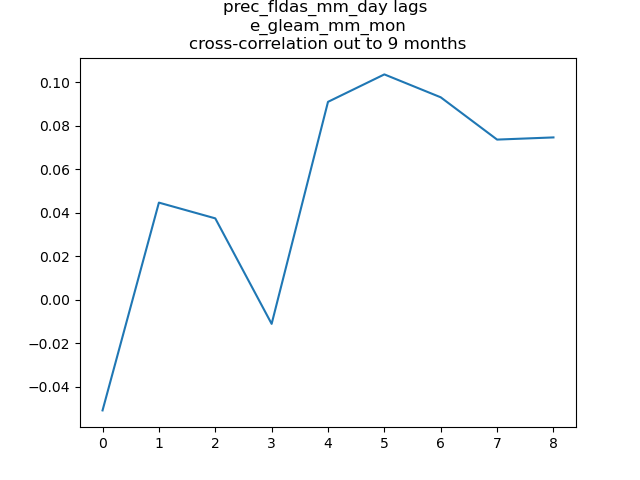 prec_fldas_mm_day lags
e_gleam_mm_mon
cross-correlation out to 9 months
0.10
0.08
0.06
0.04
0.02
0.00
−0.02
−0.04
0 1 2 3 4 5 6 7 8